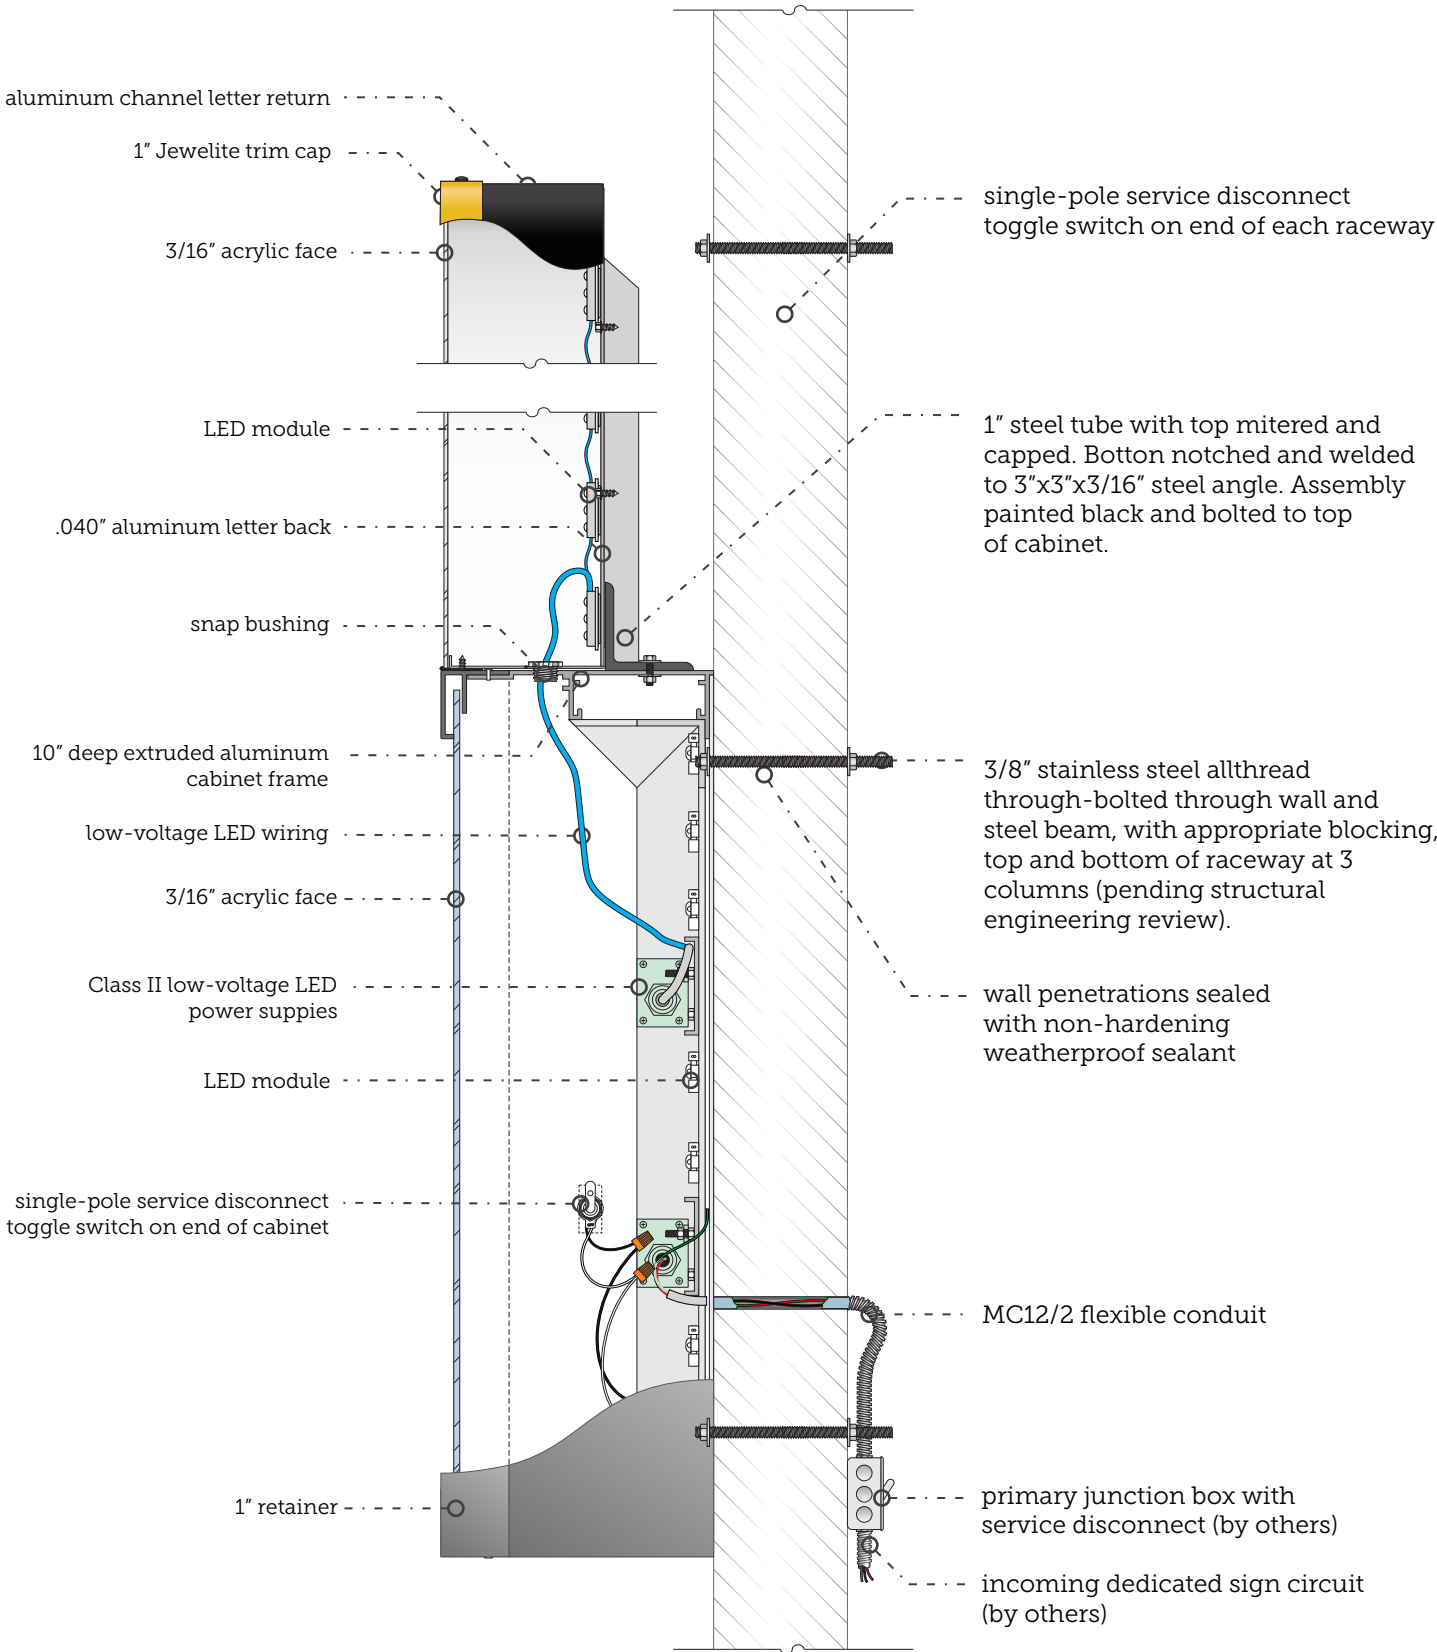 aluminum channel letter return
1" Jewelite trim cap
3/16" acrylic face
LED module
.040" aluminum letter back
snap bushing
10" deep extruded aluminum
cabinet frame
low-voltage LED wiring
3/16" acrylic face
Class II low-voltage LED
power suppies
LED module
single-pole service disconnect
toggle switch on end of cabinet
1" retainer
single-pole service disconnect
toggle switch on end of each raceway
1" steel tube with top mitered and
capped. Botton notched and welded
to 3"x3"x3/16" steel angle. Assembly
painted black and bolted to top
of cabinet.
3/8" stainless steel allthread
through-bolted through wall and
steel beam, with appropriate blocking,
top and bottom of raceway at 3
columns (pending structural
engineering review).
wall penetrations sealed
with non-hardening
weatherproof sealant
MC12/2 flexible conduit
primary junction box with
service disconnect (by others)
incoming dedicated sign circuit
(by others)